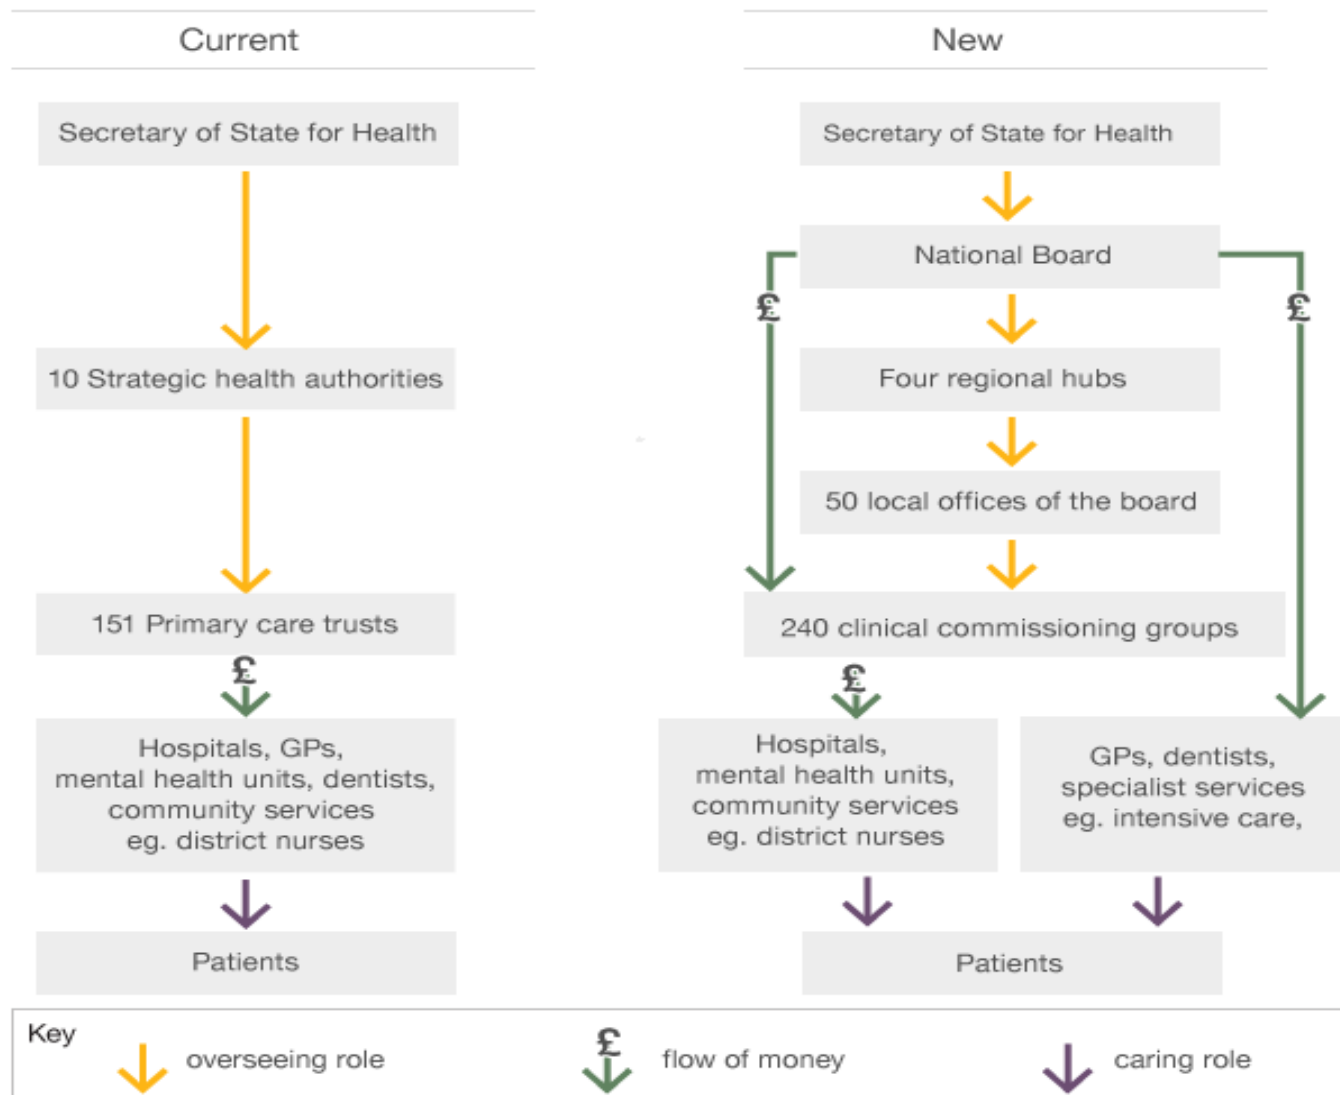 Current
Secretary of State for Health
10 Strategic health authorities
151 Primary care trusts
£
Hospitals, GPs,
mental health units, dentists,
community services
eg. district nurses
Patients
New
Secretary of State for Health
National Board
£
£
Four regional hubs
50 local offices of the board
240 clinical commissioning groups
£
Hospitals,
mental health units,
community services
eg. district nurses
GPs, dentists,
specialist services
eg. intensive care,
Patients
Key
overseeing role
£
flow of money
caring role